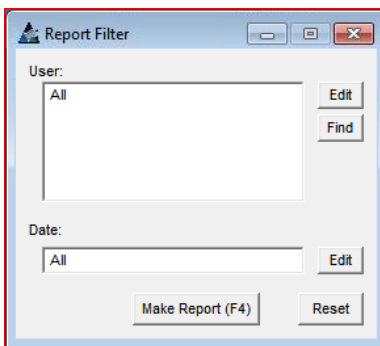 Report Filter
User:
All
Edit
Find
Date:
All
Edit
Make Report (F4)
Reset